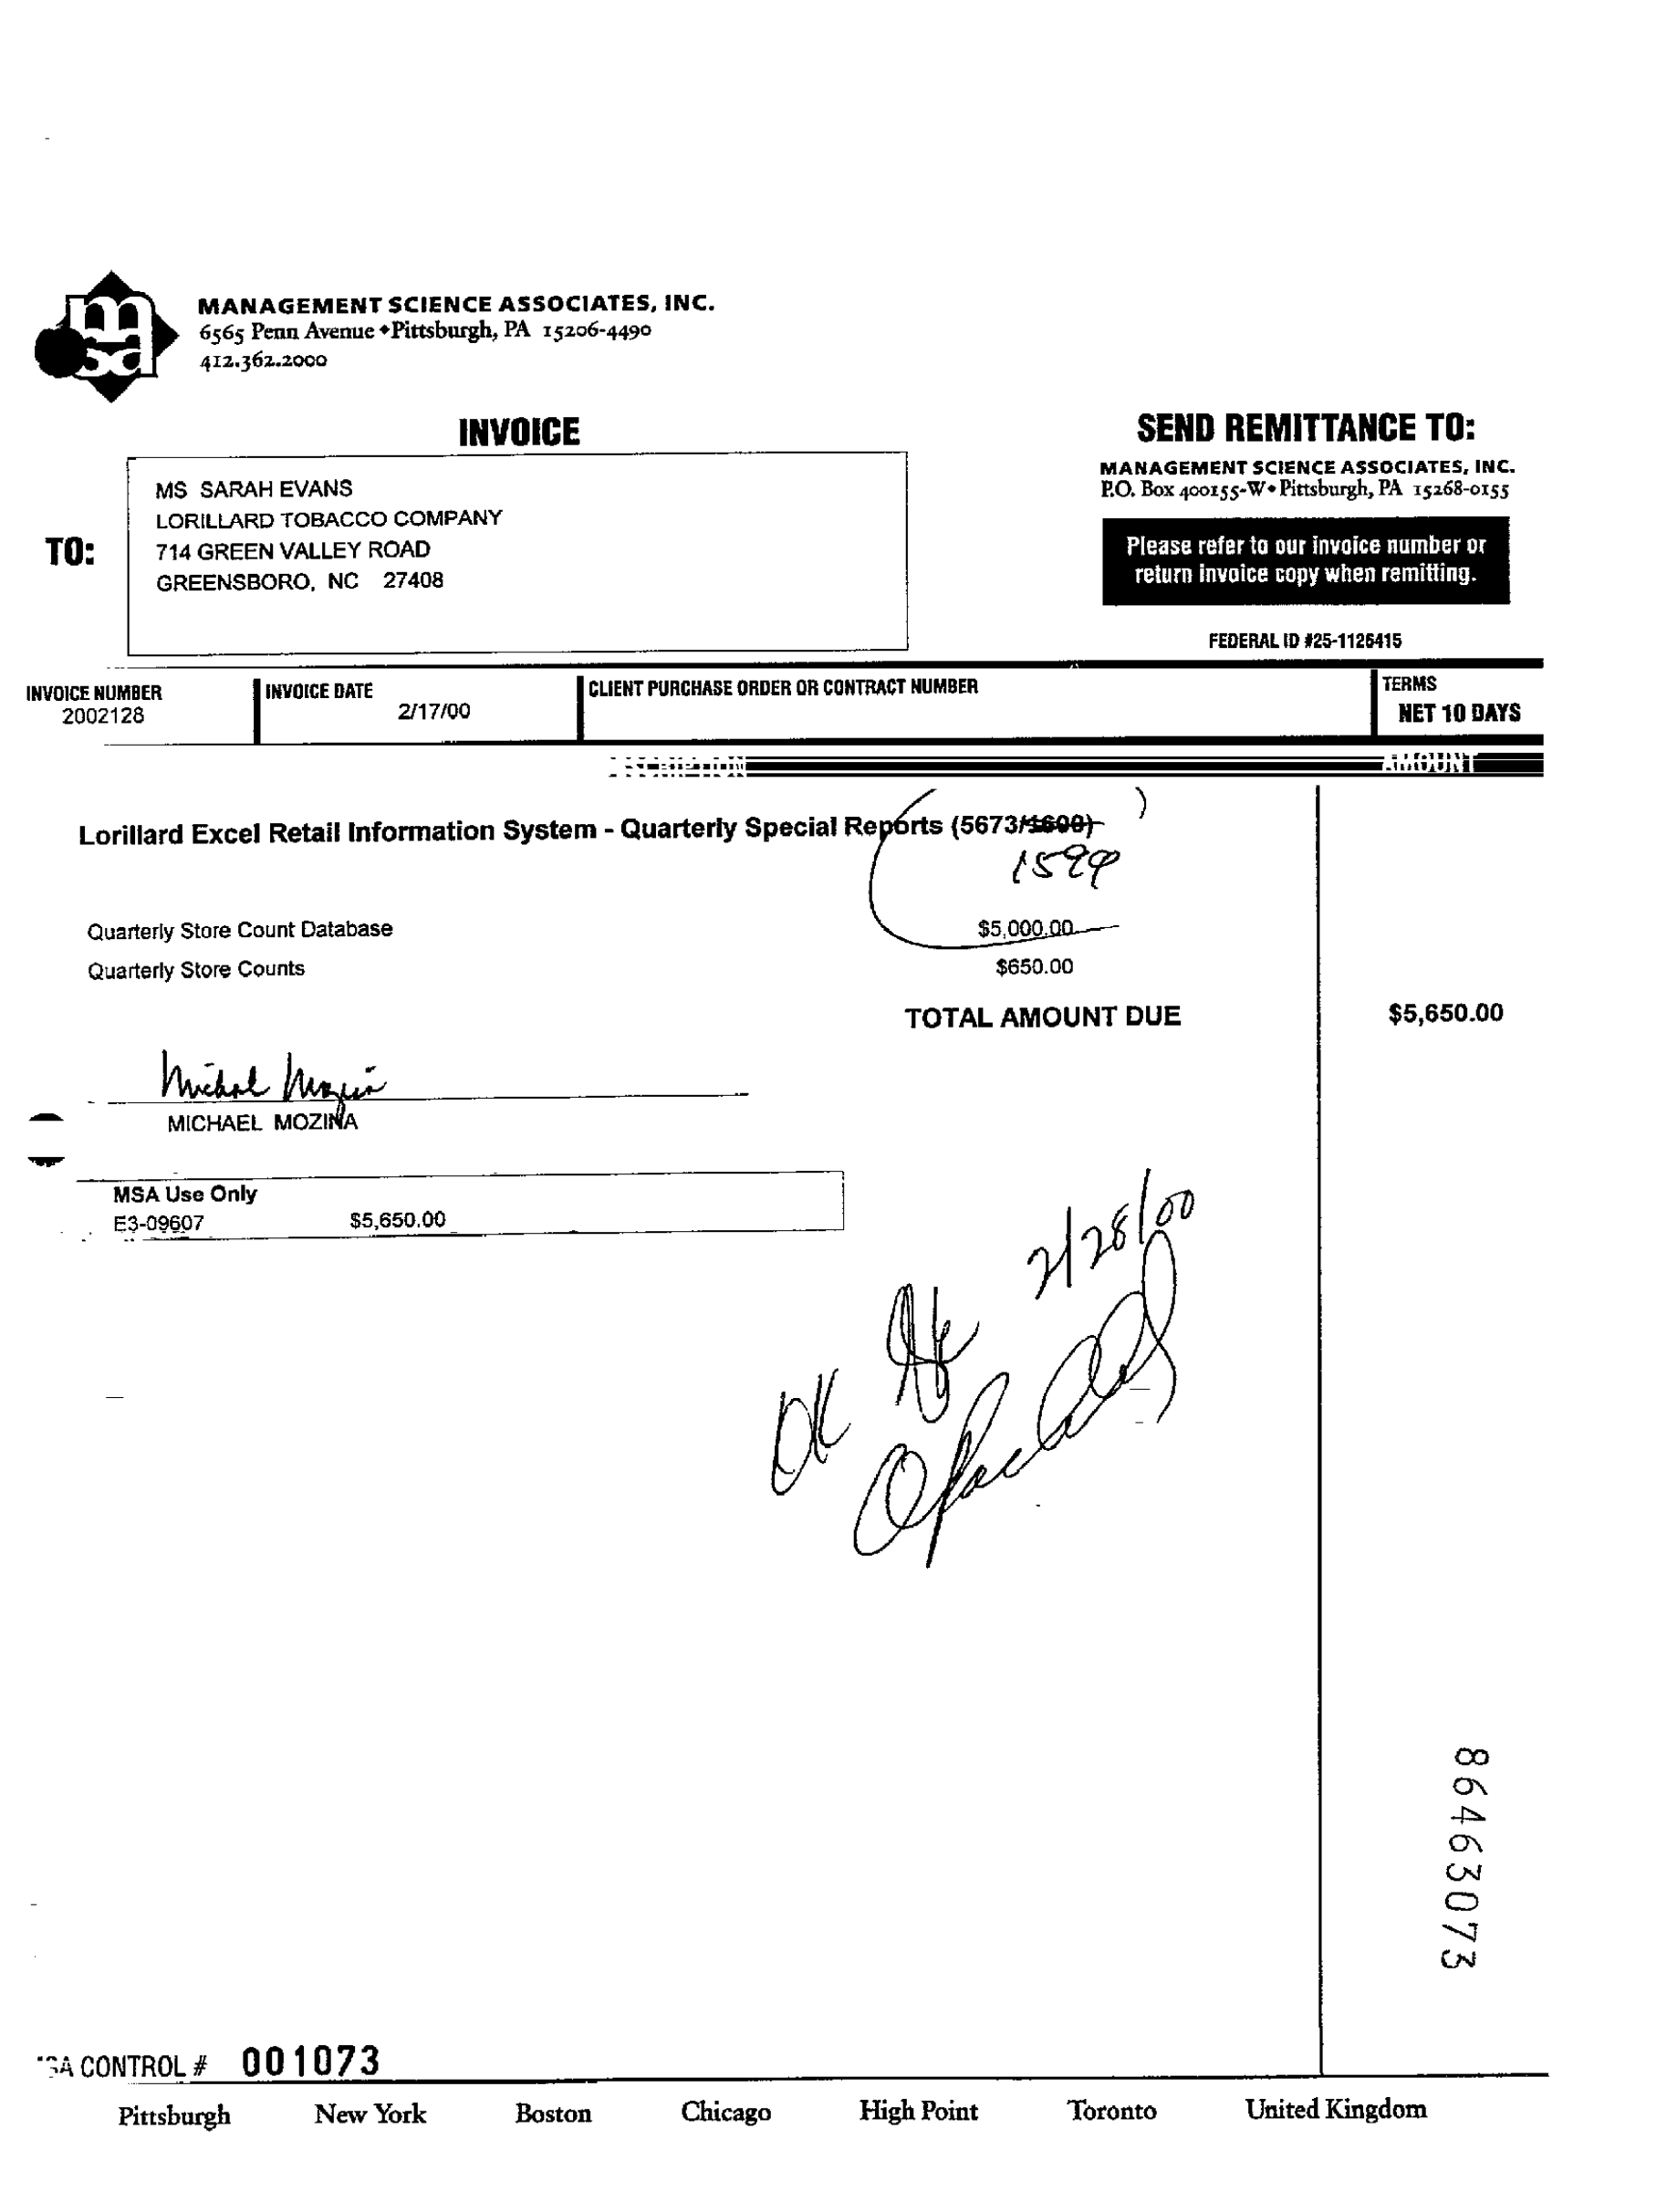 msa
MANAGEMENT SCIENCE ASSOCIATES, INC.
6565 Penn Avenue • Pittsburgh, PA 15206-4490
412.362.2000
INVOICE
SEND REMITTANCE TO:
MANAGEMENT SCIENCE ASSOCIATES, INC.
P.O. Box 400155-W • Pittsburgh, PA 15268-0155
TO:
MS SARAH EVANS
LORILLARD TOBACCO COMPANY
714 GREEN VALLEY ROAD
GREENSBORO, NC 27408
Please refer to our invoice number or
return invoice copy when remitting.
FEDERAL ID #25-1126415
INVOICE NUMBER INVOICE DATE CLIENT PURCHASE ORDER OR CONTRACT NUMBER TERMS
2002128 2/17/00 NET 10 DAYS
DESCRIPTION AMOUNT
Lorillard Excel Retail Information System - Quarterly Special Reports (5673/1600)
1599
Quarterly Store Count Database $5,000.00
Quarterly Store Counts $650.00
TOTAL AMOUNT DUE $5,650.00
Michael Mozina
MICHAEL MOZINA
MSA Use Only
E3-09607 $5,650.00
2/28/00
OK
86463073
SA CONTROL # 001073
Pittsburgh New York Boston Chicago High Point Toronto United Kingdom